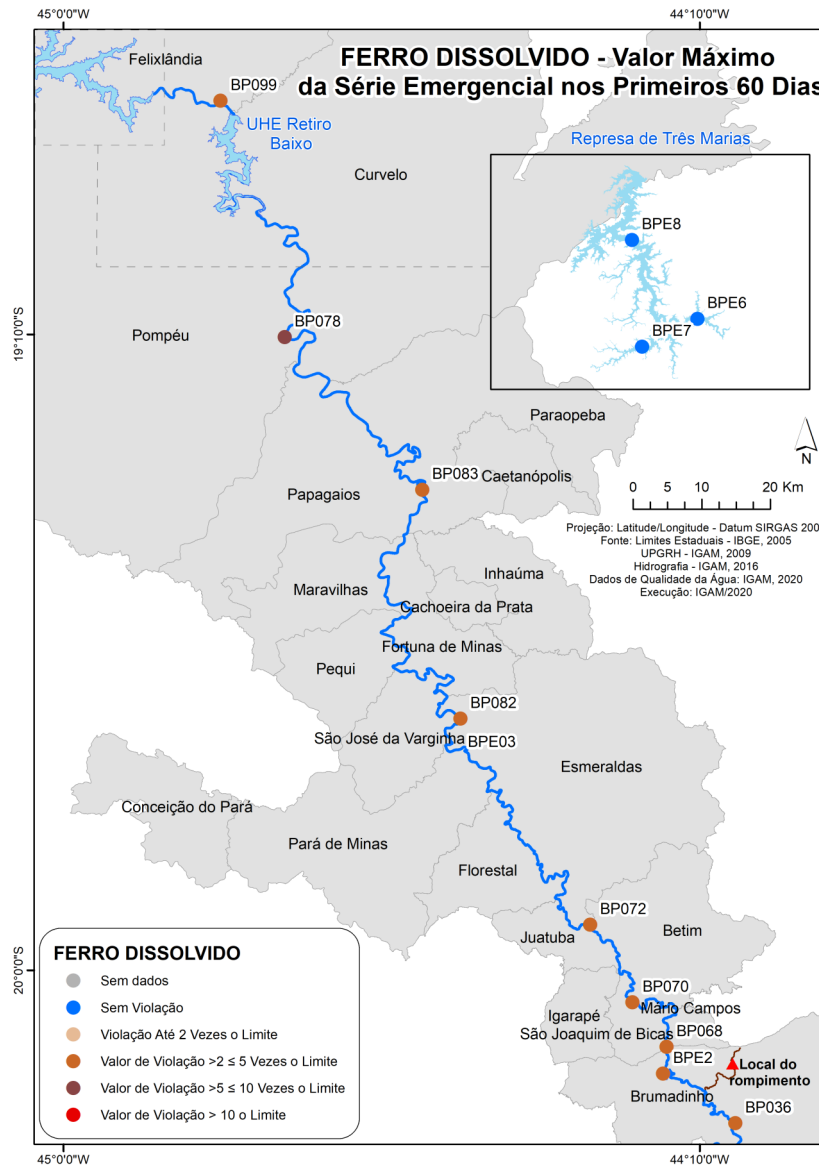 45°0'0"W
44°10'0"W
FERRO DISSOLVIDO - Valor Máximo
da Série Emergencial nos Primeiros 60 Dias
Felixlândia
BP099
UHE Retiro
Baixo
Curvelo
Represa de Três Marias
BPE8
BPE6
BPE7
19°10'0"S
Pompéu
BP078
Paraopeba
BP083
Caetanópolis
Papagaios
N
0 5 10 20 Km
Projeção: Latitude/Longitude - Datum SIRGAS 200
Fonte: Limites Estaduais - IBGE, 2005
UPGRH - IGAM, 2009
Hidrografia - IGAM, 2016
Dados de Qualidade da Água: IGAM, 2020
Execução: IGAM/2020
Inhaúma
Maravilhas
Cachoeira da Prata
Fortuna de Minas
Pequi
BP082
São José da Varginha
BPE03
Esmeraldas
Conceição do Pará
Pará de Minas
Florestal
BP072
Juatuba
Betim
20°0'0"S
BP070
Mário Campos
Igarapé
São Joaquim de Bicas
BP068
BPE2
Local do
rompimento
Brumadinho
BP036
FERRO DISSOLVIDO
Sem dados
Sem Violação
Violação Até 2 Vezes o Limite
Valor de Violação >2 ≤ 5 Vezes o Limite
Valor de Violação >5 ≤ 10 Vezes o Limite
Valor de Violação > 10 o Limite
45°0'0"W
44°10'0"W